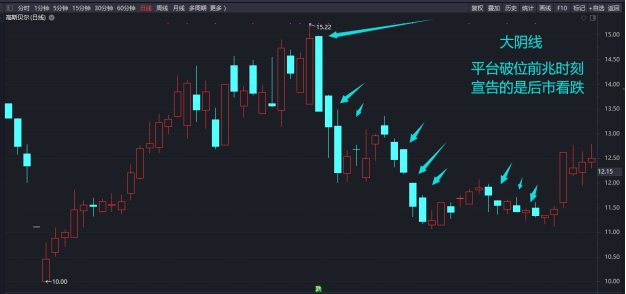 分时 1分钟 5分钟 15分钟 30分钟 60分钟 日线 周线 月线 多周期 更多 复权 叠加 历史 统计 画线 F10 标记 +自选 返回
高斯贝尔(日线)
15.22
15.00
大阴线
14.50
平台破位前兆时刻
14.00
宣告的是后市看跌
13.50
13.00
12.50
12.15
12.00
11.50
11.00
10.50
10.00
10.00
跌